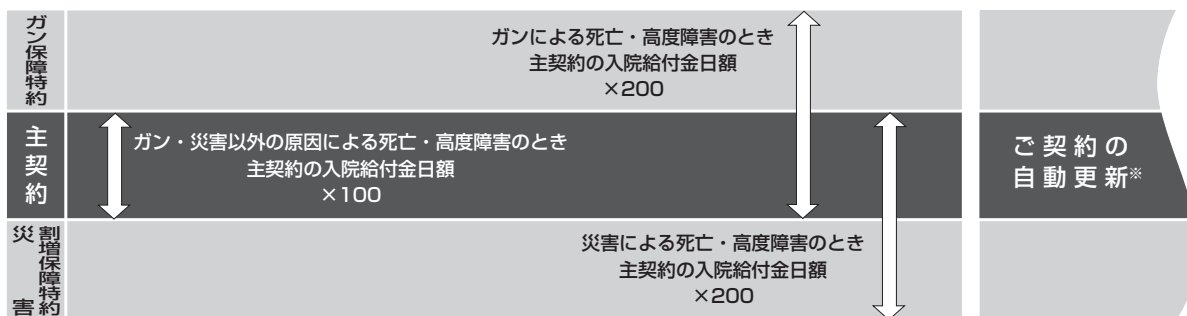 ガン保障特約
ガンによる死亡・高度障害のとき
主契約の入院給付金日額
×200
主契約
ガン・災害以外の原因による死亡・高度障害のとき
主契約の入院給付金日額
×100
ご契約の
自動更新※
災害
割増保障特約
災害による死亡・高度障害のとき
主契約の入院給付金日額
×200